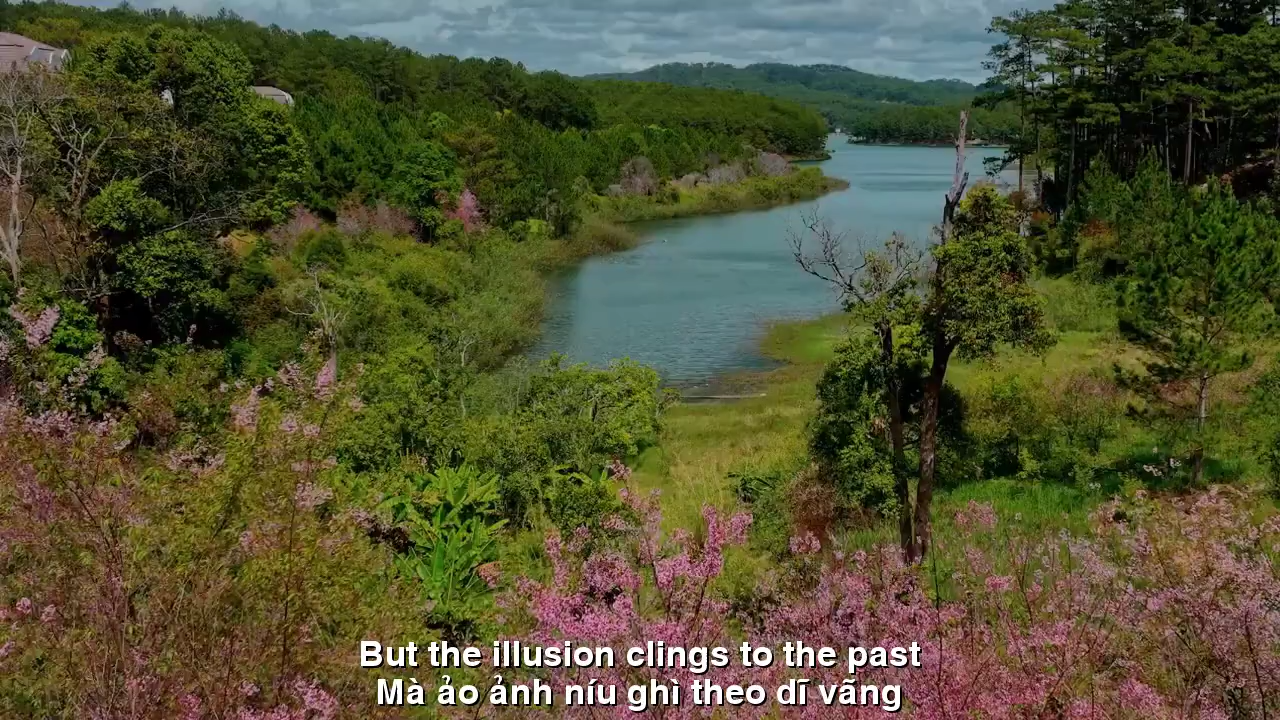 But the illusion clings to the past
Mà ảo ảnh níu ghì theo dĩ vãng